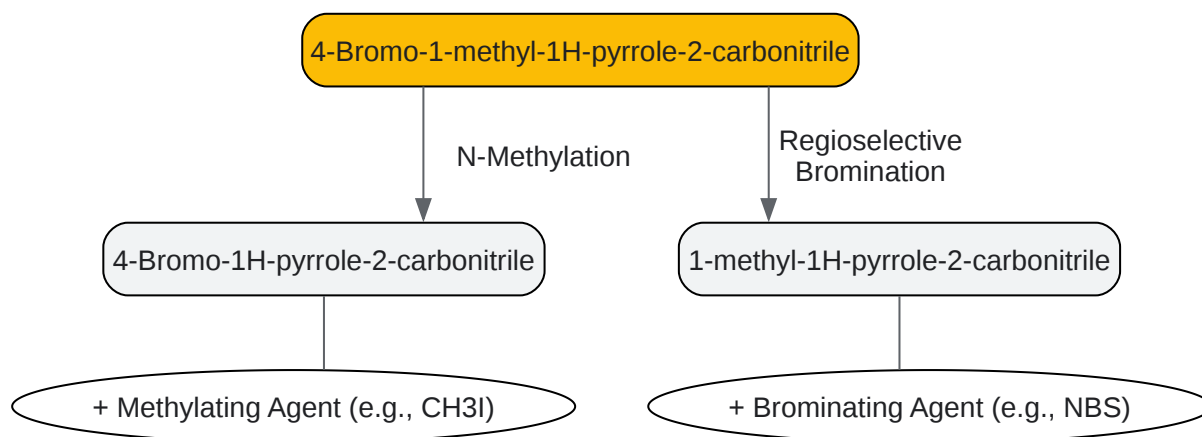 4-Bromo-1-methyl-1H-pyrrole-2-carbonitrile
N-Methylation
Regioselective
Bromination
4-Bromo-1H-pyrrole-2-carbonitrile
1-methyl-1H-pyrrole-2-carbonitrile
+ Methylating Agent (e.g., CH3I)
+ Brominating Agent (e.g., NBS)